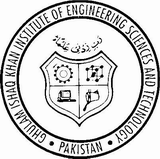 GHULAM ISHAQ KHAN INSTITUTE OF ENGINEERING SCIENCES AND TECHNOLOGY
• PAKISTAN •